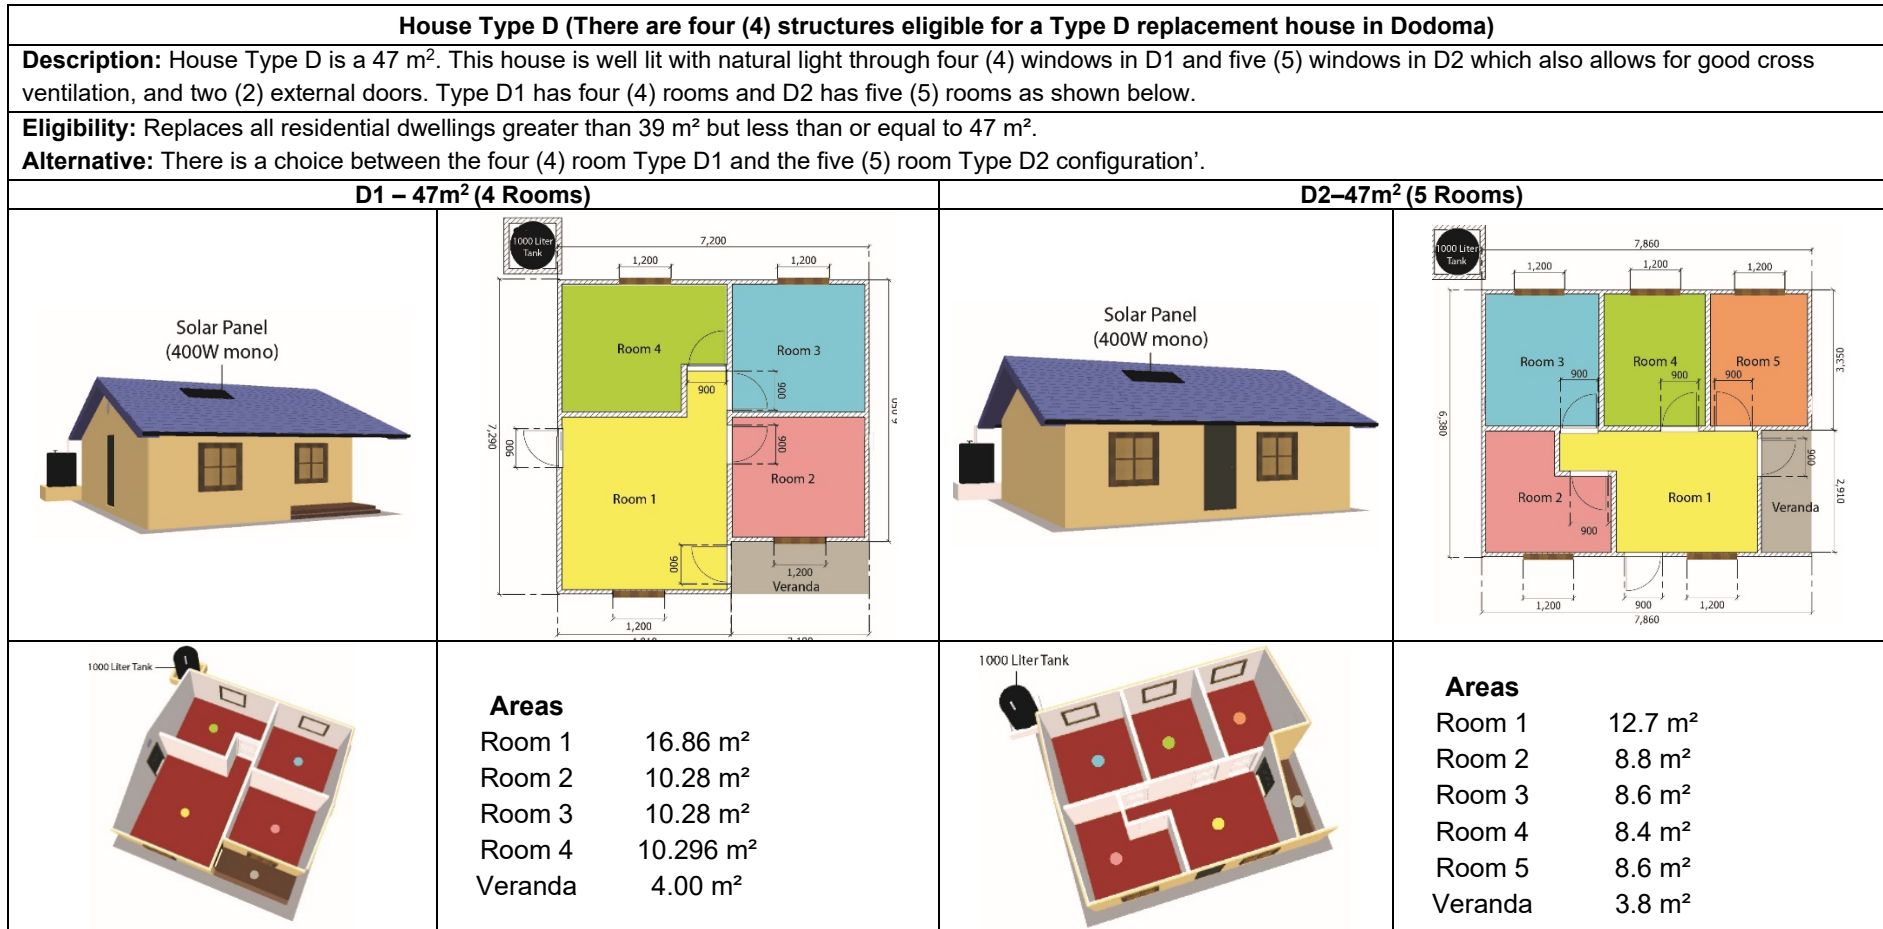 House Type D (There are four (4) structures eligible for a Type D replacement house in Dodoma)
Description: House Type D is a 47 m². This house is well lit with natural light through four (4) windows in D1 and five (5) windows in D2 which also allows for good cross
ventilation, and two (2) external doors. Type D1 has four (4) rooms and D2 has five (5) rooms as shown below.
Eligibility: Replaces all residential dwellings greater than 39 m² but less than or equal to 47 m².
Alternative: There is a choice between the four (4) room Type D1 and the five (5) room Type D2 configuration’.
D1 – 47m² (4 Rooms)
D2–47m² (5 Rooms)
Solar Panel
(400W mono)
1000 Liter
Tank
7,200
1,200
1,200
Room 4
Room 3
900
900
7,290
900
900
Room 1
Room 2
900
1,200
Veranda
1,200
Solar Panel
(400W mono)
1000 Liter
Tank
7,860
1,200
1,200
1,200
Room 3
Room 4
Room 5
900
900
900
3,350
6,380
900
Room 2
Room 1
Veranda
2,910
900
1,200
900
1,200
7,860
1000 Liter Tank
Areas
Room 1 16.86 m²
Room 2 10.28 m²
Room 3 10.28 m²
Room 4 10.296 m²
Veranda 4.00 m²
1000 Liter Tank
Areas
Room 1 12.7 m²
Room 2 8.8 m²
Room 3 8.6 m²
Room 4 8.4 m²
Room 5 8.6 m²
Veranda 3.8 m²